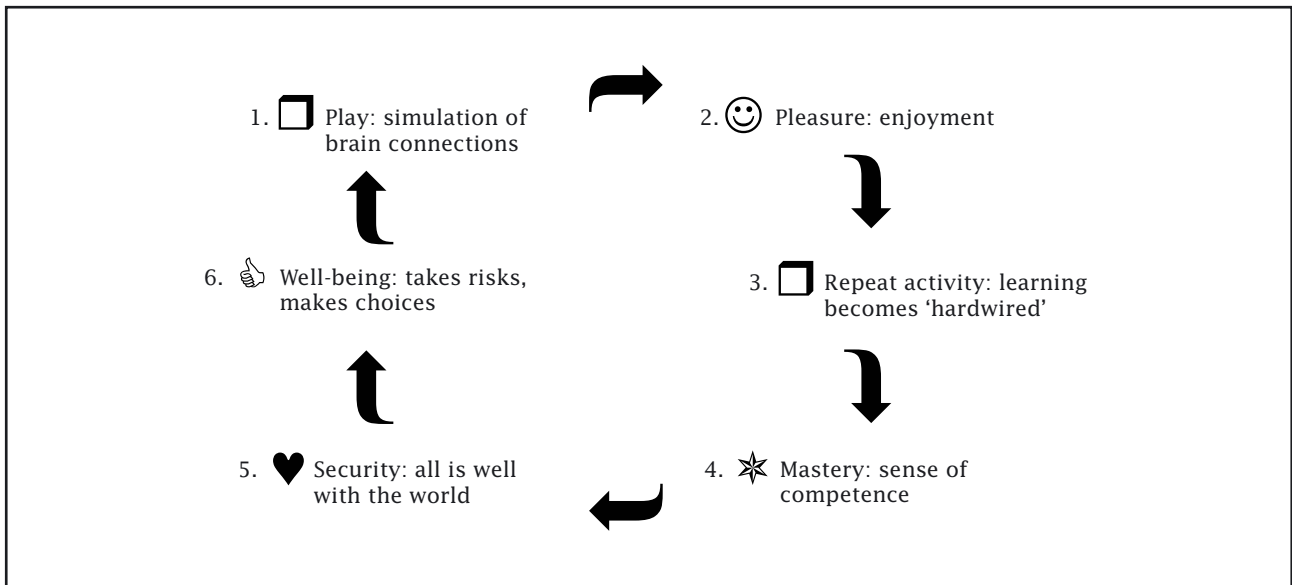 1. Play: simulation of
brain connections
2. Pleasure: enjoyment
3. Repeat activity: learning
becomes ‘hardwired’
4. Mastery: sense of
competence
5. Security: all is well
with the world
6. Well-being: takes risks,
makes choices